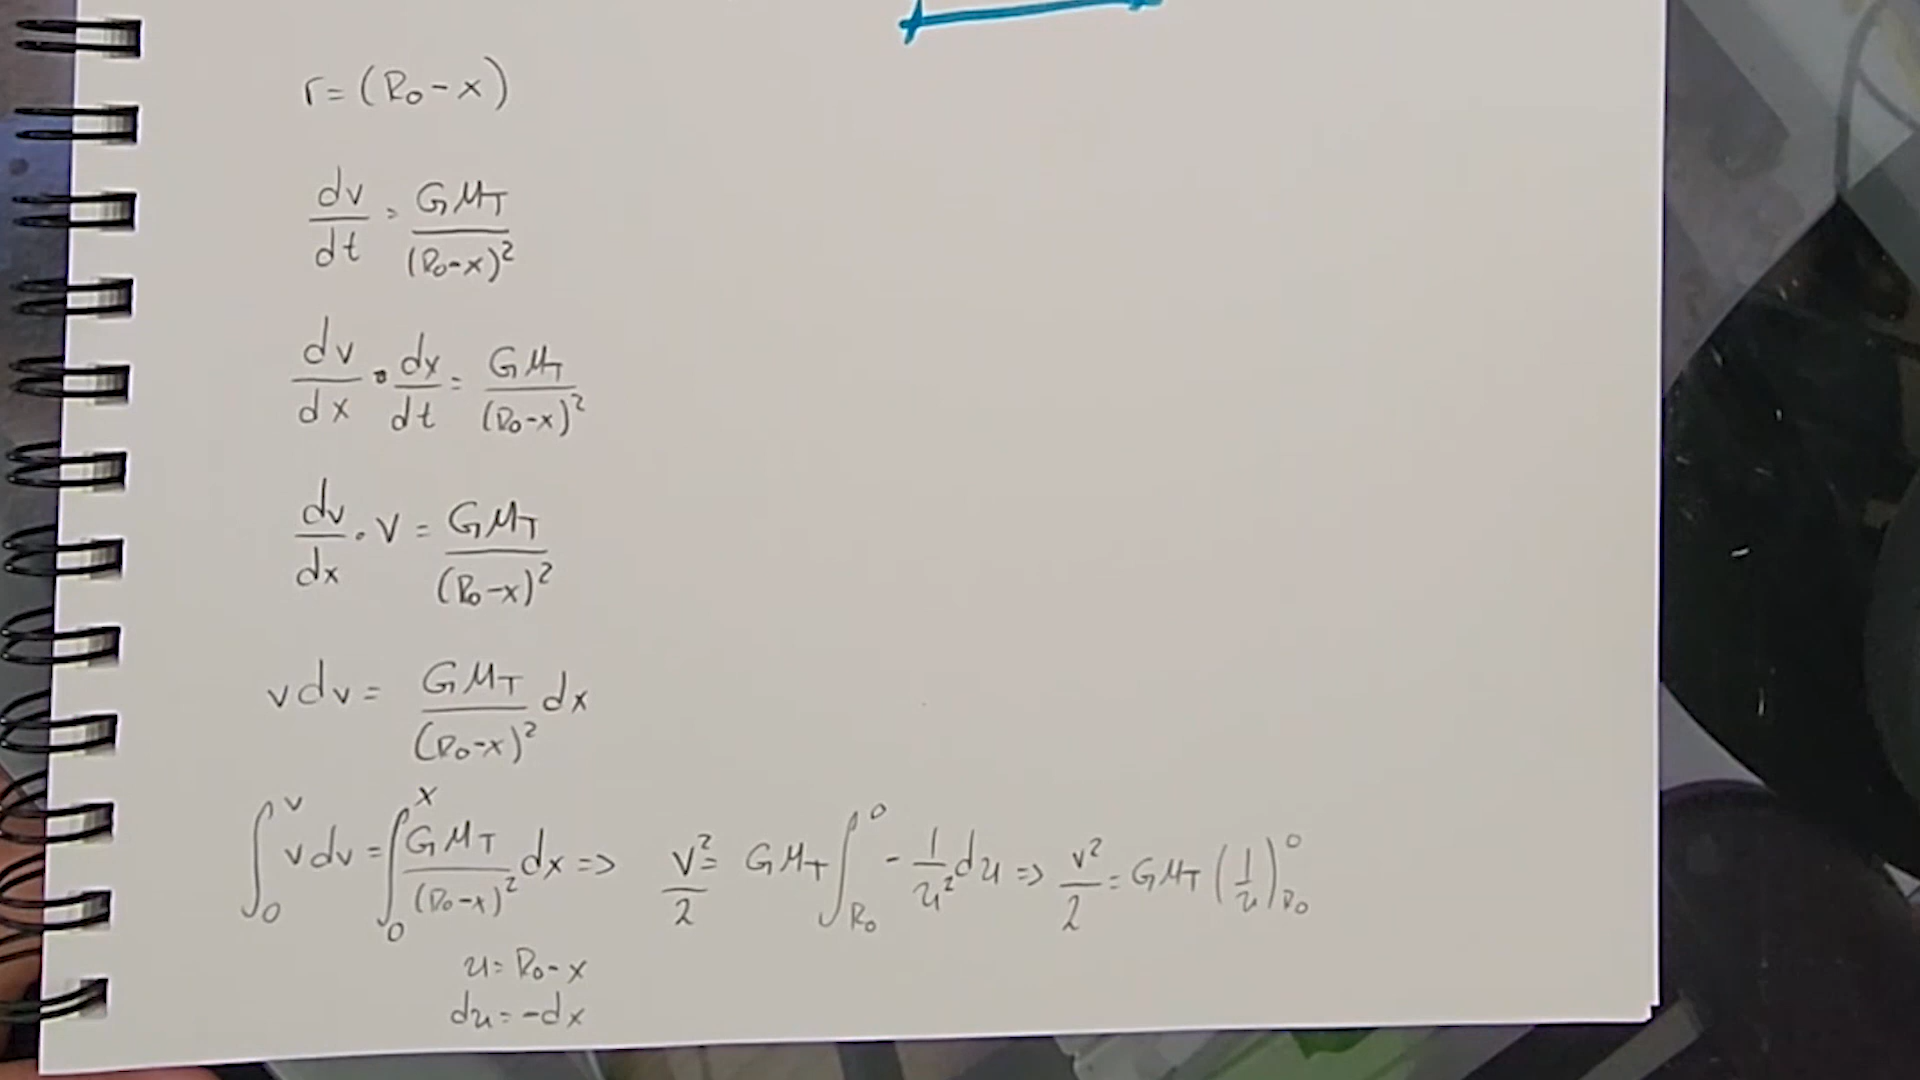 r = (R₀ - x)
dv/dt = GM_T/(R₀-x)²
dv/dx · dx/dt = GM_T/(R₀-x)²
dv/dx · v = GM_T/(R₀-x)²
v dv = GM_T/(R₀-x)² dx
∫₀^v v dv = ∫₀^x GM_T/(R₀-x)² dx => v²/2 = GM_T ∫_{R₀}^0 - 1/u² du => v²/2 = GM_T (1/u)_{R₀}^0
u = R₀ - x
du = -dx